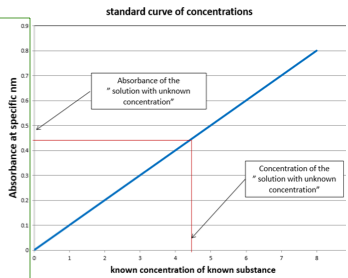 standard curve of concentrations
Absorbance at specific nm
0.9
0.8
0.7
0.6
0.5
0.4
0.3
0.2
0.1
0
Absorbance of the
" solution with unknown
concentration"
Concentration of the
" solution with unknown
concentration"
0 1 2 3 4 5 6 7 8
known concentration of known substance